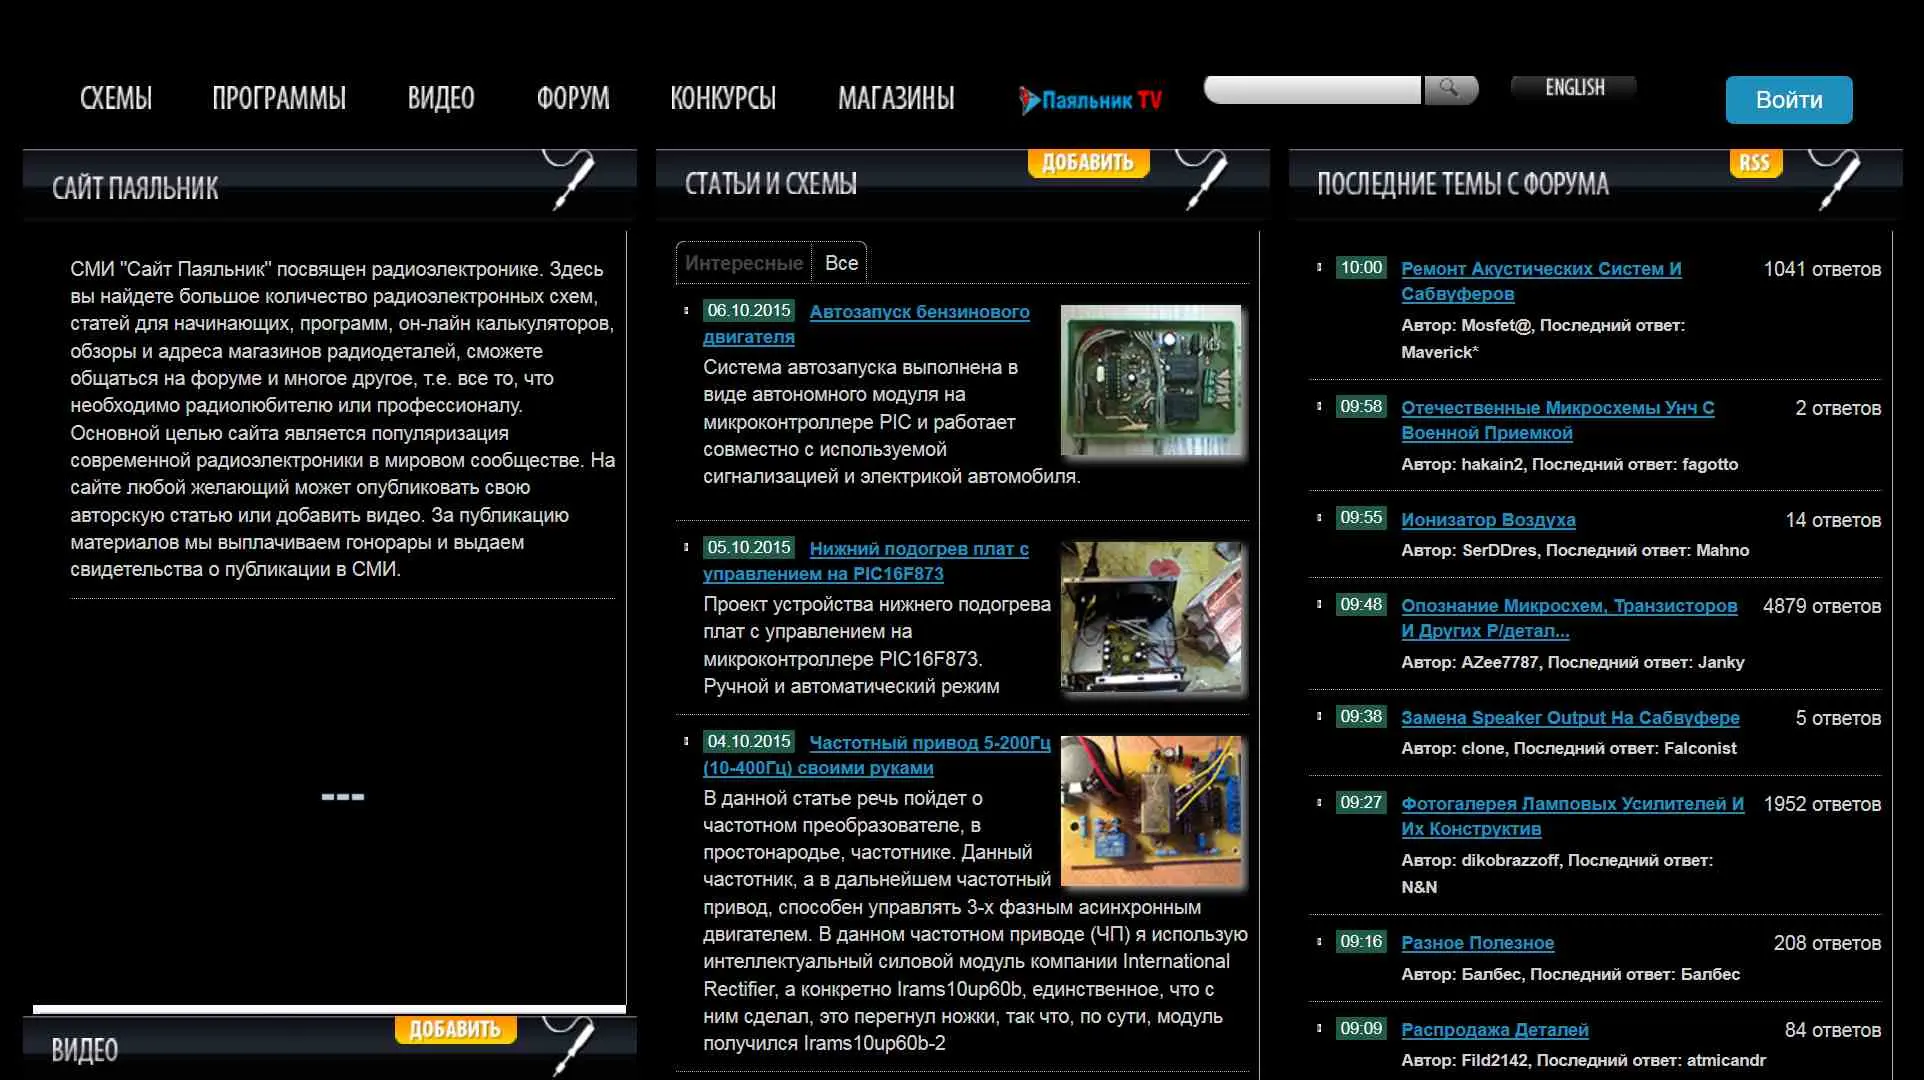 СХЕМЫ ПРОГРАММЫ ВИДЕО ФОРУМ КОНКУРСЫ МАГАЗИНЫ Паяльник TV ENGLISH Войти
САЙТ ПАЯЛЬНИК
СМИ "Сайт Паяльник" посвящен радиоэлектронике. Здесь
вы найдете большое количество радиоэлектронных схем,
статей для начинающих, программ, он-лайн калькуляторов,
обзоры и адреса магазинов радиодеталей, сможете
общаться на форуме и многое другое, т.е. все то, что
необходимо радиолюбителю или профессионалу.
Основной целью сайта является популяризация
современной радиоэлектроники в мировом сообществе. На
сайте любой желающий может опубликовать свою
авторскую статью или добавить видео. За публикацию
материалов мы выплачиваем гонорары и выдаем
свидетельства о публикации в СМИ.
ВИДЕО ДОБАВИТЬ
СТАТЬИ И СХЕМЫ ДОБАВИТЬ
Интересные Все
06.10.2015 Автозапуск бензинового
двигателя
Система автозапуска выполнена в
виде автономного модуля на
микроконтроллере PIC и работает
совместно с используемой
сигнализацией и электрикой автомобиля.
05.10.2015 Нижний подогрев плат с
управлением на PIC16F873
Проект устройства нижнего подогрева
плат с управлением на
микроконтроллере PIC16F873.
Ручной и автоматический режим
04.10.2015 Частотный привод 5-200Гц
(10-400Гц) своими руками
В данной статье речь пойдет о
частотном преобразователе, в
простонародье, частотнике. Данный
частотник, а в дальнейшем частотный
привод, способен управлять 3-х фазным асинхронным
двигателем. В данном частотном приводе (ЧП) я использую
интеллектуальный силовой модуль компании International
Rectifier, а конкретно Irams10up60b, единственное, что с
ним сделал, это перегнул ножки, так что, по сути, модуль
получился Irams10up60b-2
ПОСЛЕДНИЕ ТЕМЫ С ФОРУМА RSS
10:00 Ремонт Акустических Систем И 1041 ответов
Сабвуферов
Автор: Mosfet@, Последний ответ:
Maverick*
09:58 Отечественные Микросхемы Унч С 2 ответов
Военной Приемкой
Автор: hakain2, Последний ответ: fagotto
09:55 Ионизатор Воздуха 14 ответов
Автор: SerDDres, Последний ответ: Mahno
09:48 Опознание Микросхем, Транзисторов 4879 ответов
И Других Р/детал...
Автор: AZee7787, Последний ответ: Janky
09:38 Замена Speaker Output На Сабвуфере 5 ответов
Автор: clone, Последний ответ: Falconist
09:27 Фотогалерея Ламповых Усилителей И 1952 ответов
Их Конструктив
Автор: dikobrazzoff, Последний ответ:
N&N
09:16 Разное Полезное 208 ответов
Автор: Балбес, Последний ответ: Балбес
09:09 Распродажа Деталей 84 ответов
Автор: Fild2142, Последний ответ: atmicandr